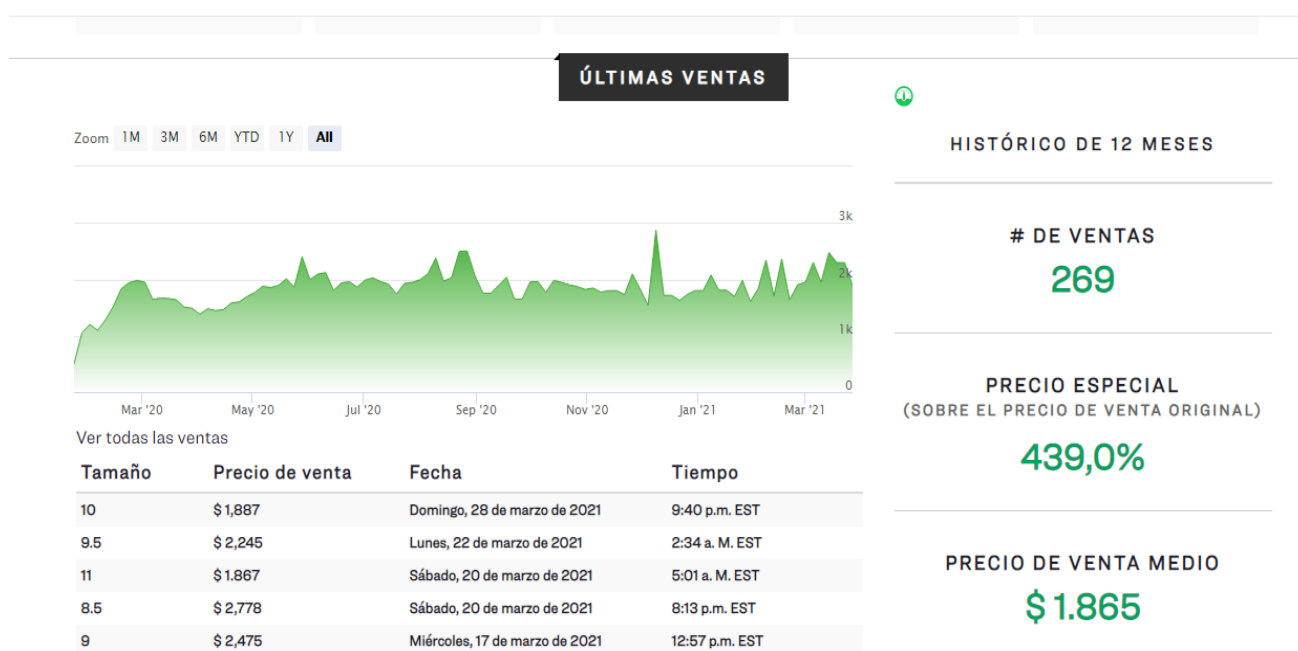 ÚLTIMAS VENTAS
Zoom 1M 3M 6M YTD 1Y All
3k
2k
1k
0
Mar '20 May '20 Jul '20 Sep '20 Nov '20 Jan '21 Mar '21
Ver todas las ventas
Tamaño Precio de venta Fecha Tiempo
10 $ 1,887 Domingo, 28 de marzo de 2021 9:40 p.m. EST
9.5 $ 2,245 Lunes, 22 de marzo de 2021 2:34 a. M. EST
11 $ 1.867 Sábado, 20 de marzo de 2021 5:01 a. M. EST
8.5 $ 2,778 Sábado, 20 de marzo de 2021 8:13 p.m. EST
9 $ 2,475 Miércoles, 17 de marzo de 2021 12:57 p.m. EST
HISTÓRICO DE 12 MESES
# DE VENTAS
269
PRECIO ESPECIAL
(SOBRE EL PRECIO DE VENTA ORIGINAL)
439,0%
PRECIO DE VENTA MEDIO
$ 1.865